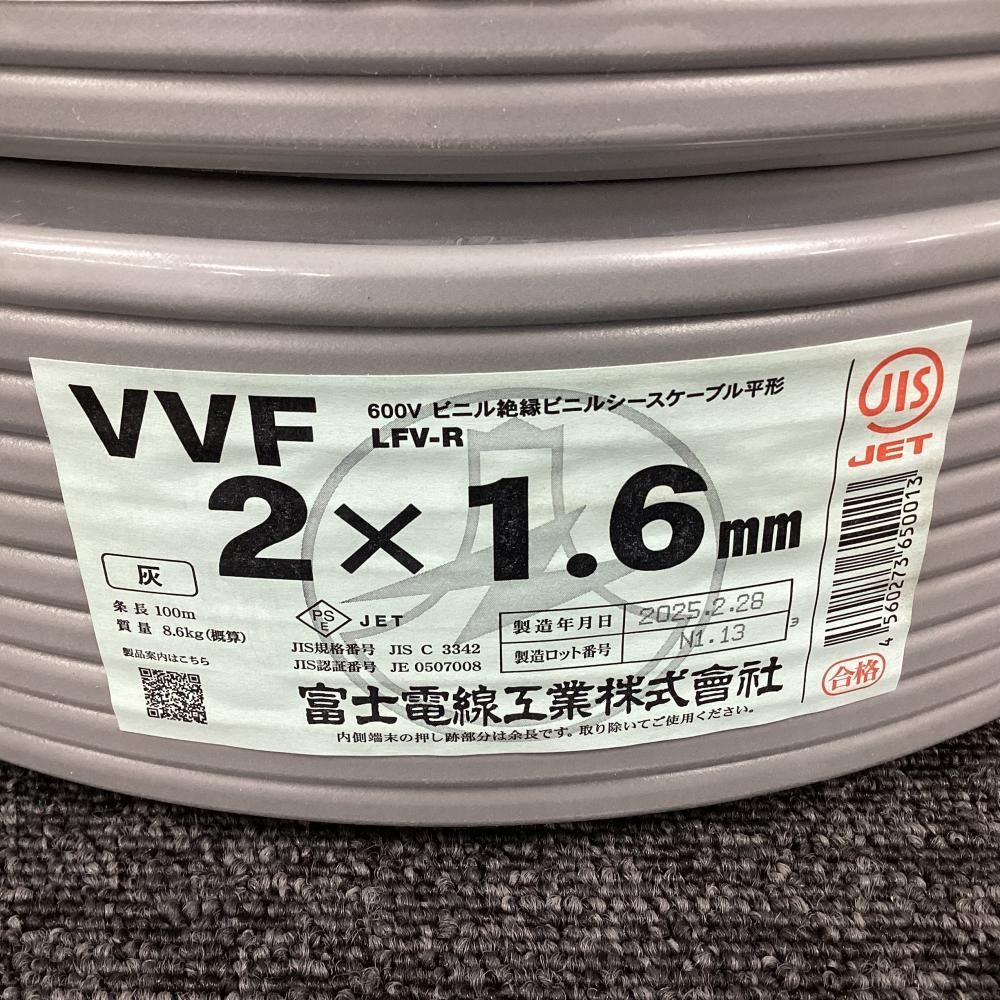 VVF
600V ビニル絶縁ビニルシースケーブル平形
LFV-R
2×1.6mm
灰
条長 100m
質量 8.6kg(概算)
製品案内はこちら
PS
E
JET
JIS規格番号 JIS C 3342
JIS認証番号 JE 0507008
製造年月日 2025.2.28
製造ロット番号 N1.13
3
富士電線工業株式會社
内側端末の押し跡部分は余長です。取り除いてご使用ください。
JIS
JET
4 560273 650013
合格